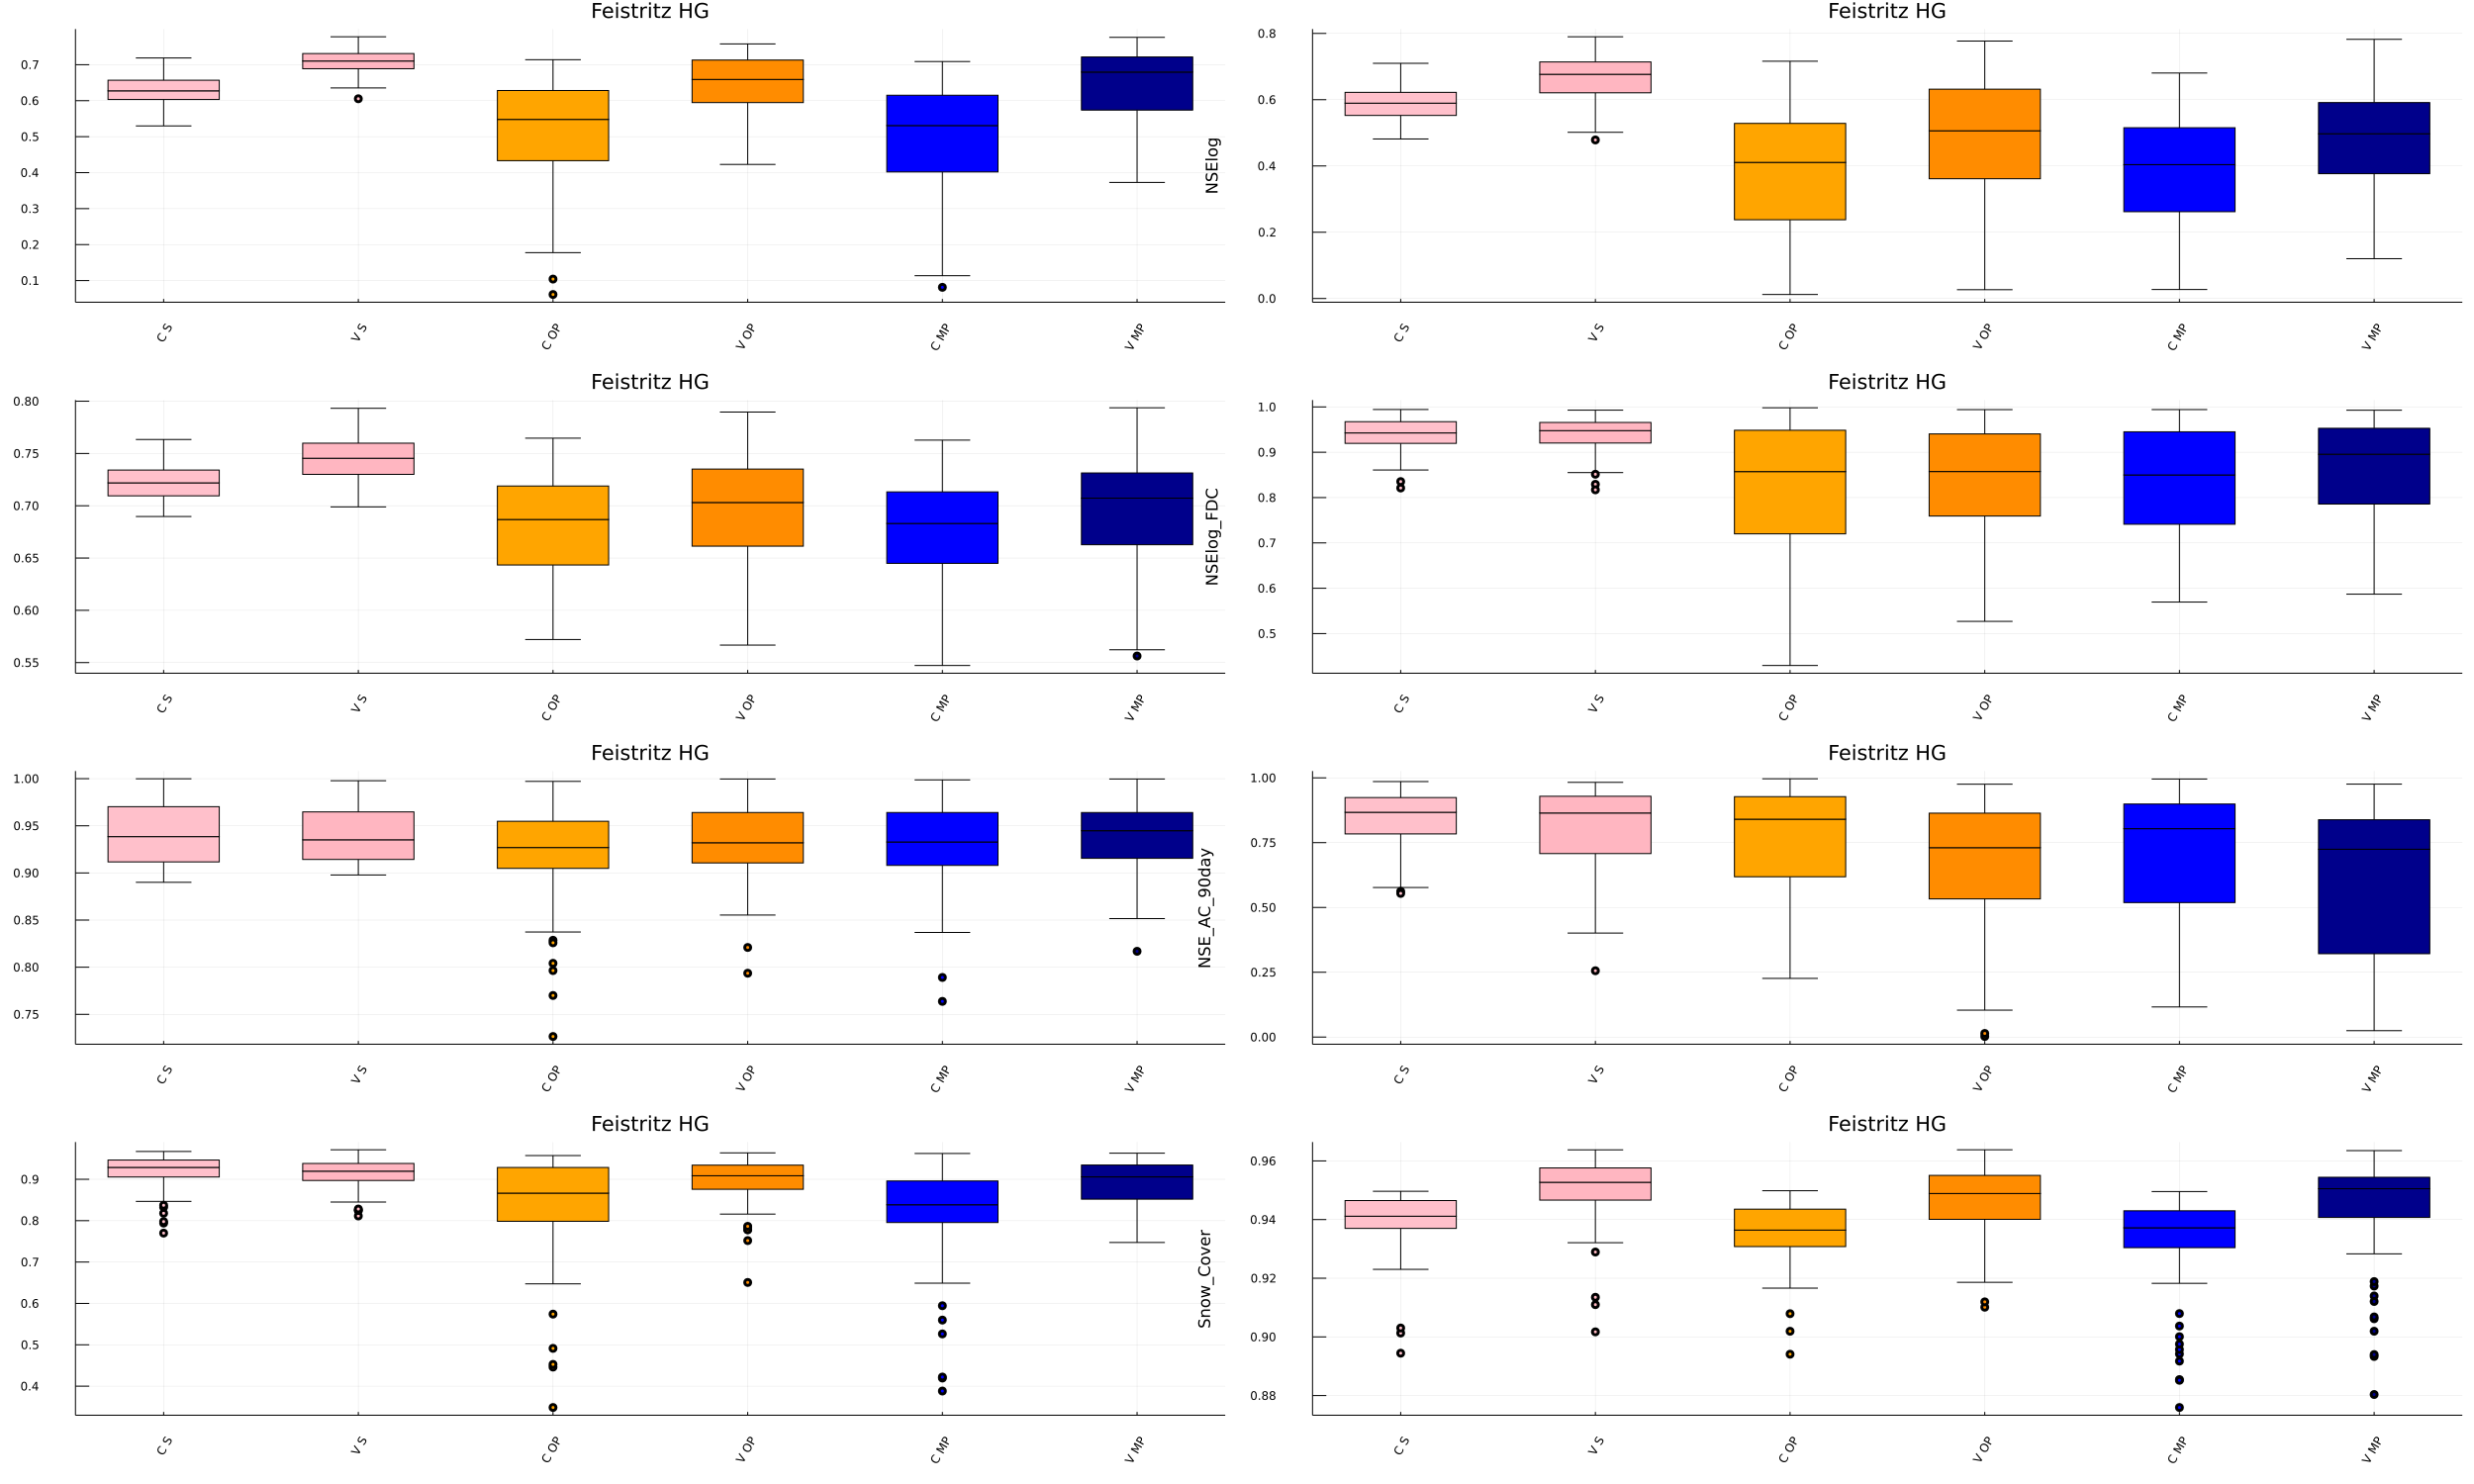 Feistritz HG
0.7
0.6
0.5
0.4
0.3
0.2
0.1
C S
V S
C OP
V OP
C MP
V MP
Feistritz HG
NSElog
0.8
0.6
0.4
0.2
0.0
C S
V S
C OP
V OP
C MP
V MP
Feistritz HG
0.80
0.75
0.70
0.65
0.60
0.55
C S
V S
C OP
V OP
C MP
V MP
Feistritz HG
NSElog_FDC
1.0
0.9
0.8
0.7
0.6
0.5
C S
V S
C OP
V OP
C MP
V MP
Feistritz HG
1.00
0.95
0.90
0.85
0.80
0.75
C S
V S
C OP
V OP
C MP
V MP
Feistritz HG
NSE_AC_90day
1.00
0.75
0.50
0.25
0.00
C S
V S
C OP
V OP
C MP
V MP
Feistritz HG
0.9
0.8
0.7
0.6
0.5
0.4
C S
V S
C OP
V OP
C MP
V MP
Feistritz HG
Snow_Cover
0.96
0.94
0.92
0.90
0.88
C S
V S
C OP
V OP
C MP
V MP